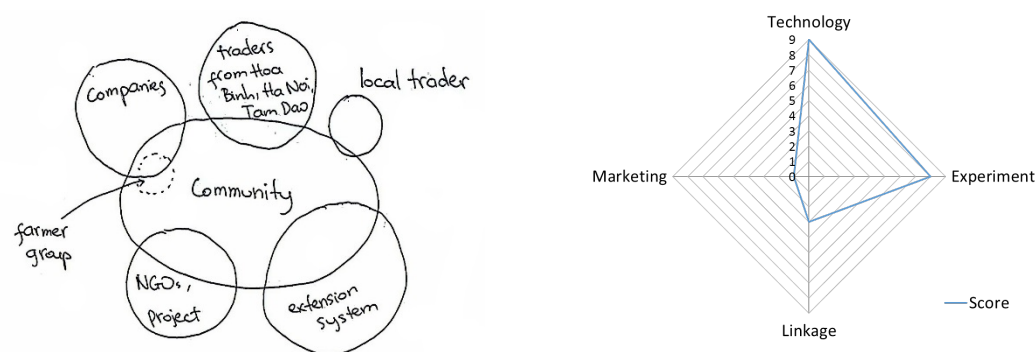 companies
traders
from Hoa
Binh, Ha Noi,
Tam Dao
local trader
Community
farmer
group
NGOs,
project
extension
system
Technology
9
8
7
6
5
4
3
2
1
0
Marketing
Experiment
Linkage
Score